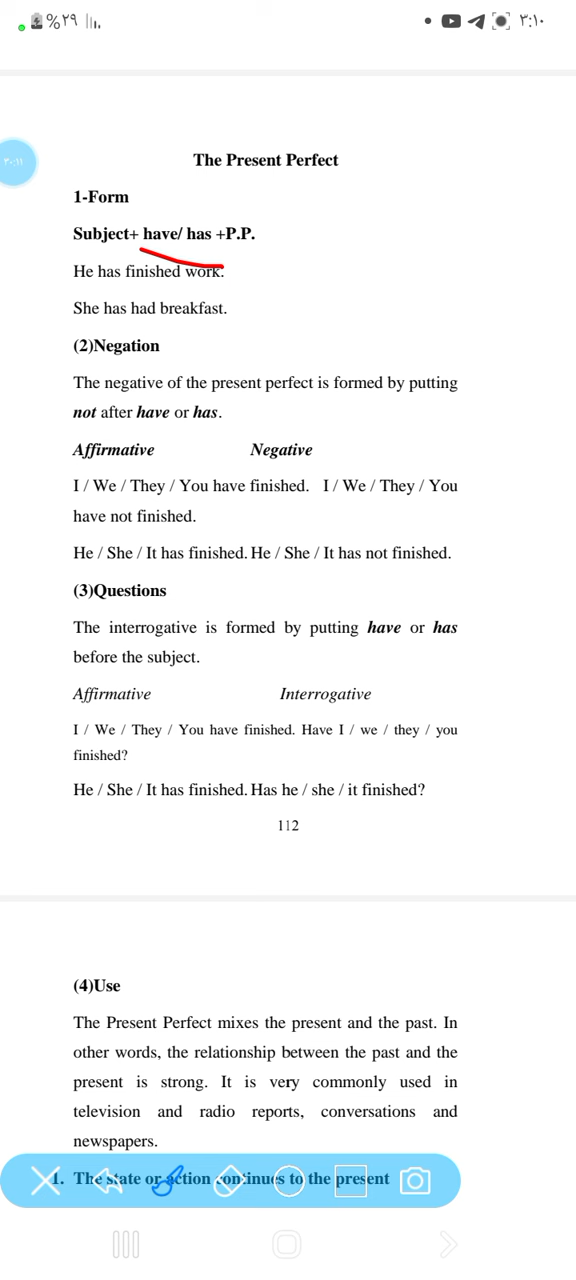 %٢٩
٣:١٠
The Present Perfect
٣٠:١١
1-Form
Subject+ have/ has +P.P.
He has finished work.
She has had breakfast.
(2)Negation
The negative of the present perfect is formed by putting
not after have or has.
Affirmative Negative
I / We / They / You have finished. I / We / They / You
have not finished.
He / She / It has finished. He / She / It has not finished.
(3)Questions
The interrogative is formed by putting have or has
before the subject.
Affirmative Interrogative
I / We / They / You have finished. Have I / we / they / you
finished?
He / She / It has finished. Has he / she / it finished?
112
(4)Use
The Present Perfect mixes the present and the past. In
other words, the relationship between the past and the
present is strong. It is very commonly used in
television and radio reports, conversations and
newspapers.
1. The state or action continues to the present